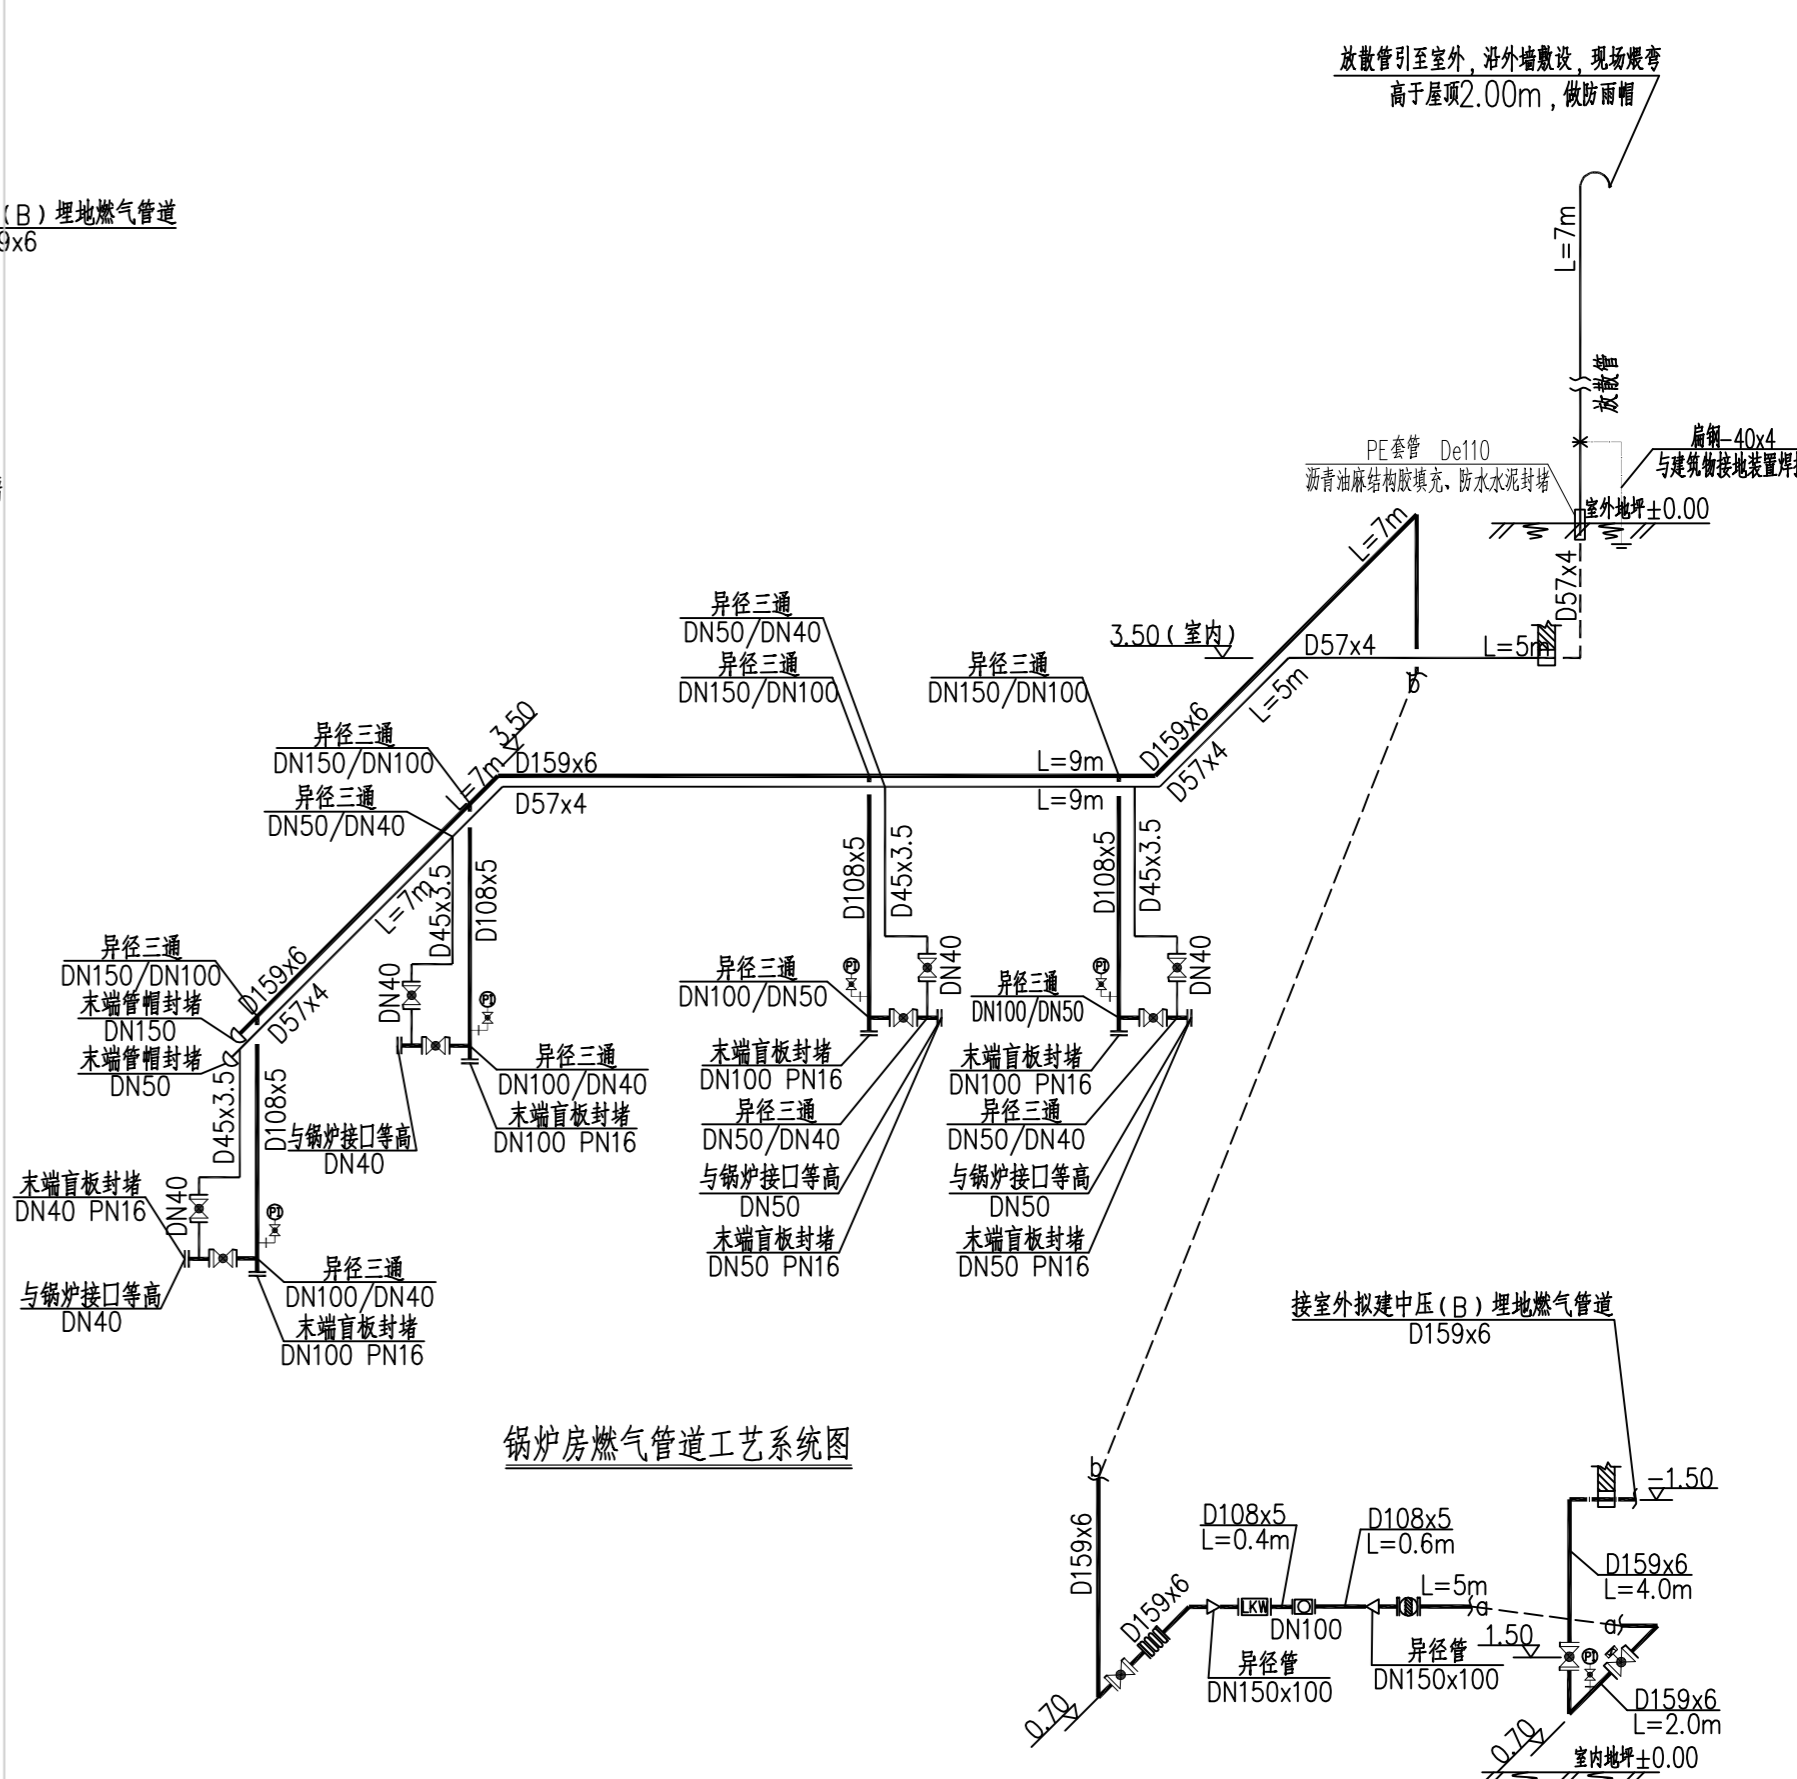 放散管引至室外，沿外墙敷设，现场煨弯
高于屋顶2.00m，做防雨帽
(B)埋地燃气管道
9x6
L=7m
放散管
PE套管 De110
沥青油麻结构胶填充、防水水泥封堵
扁钢-40x4
与建筑物接地装置焊
室外地坪±0.00
D57x4
L=7m
3.50(室内)
D57x4
L=5m
L=5m
异径三通
DN50/DN40
异径三通
DN150/DN100
异径三通
DN150/DN100
D159x6
D57x4
异径三通
DN150/DN100
异径三通
DN50/DN40
3.50
L=7m
D159x6
L=9m
D57x4
L=9m
L=7m
D45x3.5
D108x5
D108x5
D45x3.5
D108x5
D45x3.5
异径三通
DN150/DN100
末端管帽封堵
DN150
末端管帽封堵
DN50
D159x6
D57x4
DN40
PI
异径三通
DN100/DN50
PI
DN40
异径三通
DN100/DN50
PI
DN40
异径三通
DN100/DN40
末端盲板封堵
DN100 PN16
与锅炉接口等高
DN40
末端盲板封堵
DN100 PN16
异径三通
DN50/DN40
与锅炉接口等高
DN50
末端盲板封堵
DN50 PN16
末端盲板封堵
DN100 PN16
异径三通
DN50/DN40
与锅炉接口等高
DN50
末端盲板封堵
DN50 PN16
D45x3.5
D108x5
末端盲板封堵
DN40 PN16
DN40
PI
与锅炉接口等高
DN40
异径三通
DN100/DN40
末端盲板封堵
DN100 PN16
b
锅炉房燃气管道工艺系统图
接室外拟建中压(B)埋地燃气管道
D159x6
b
D159x6
D159x6
D108x5
L=0.4m
D108x5
L=0.6m
LKW
DN100
L=5m
a
a
异径管
DN150x100
异径管
DN150x100
0.70
-1.50
D159x6
L=4.0m
1.50
PI
D159x6
L=2.0m
0.70
室内地坪±0.00